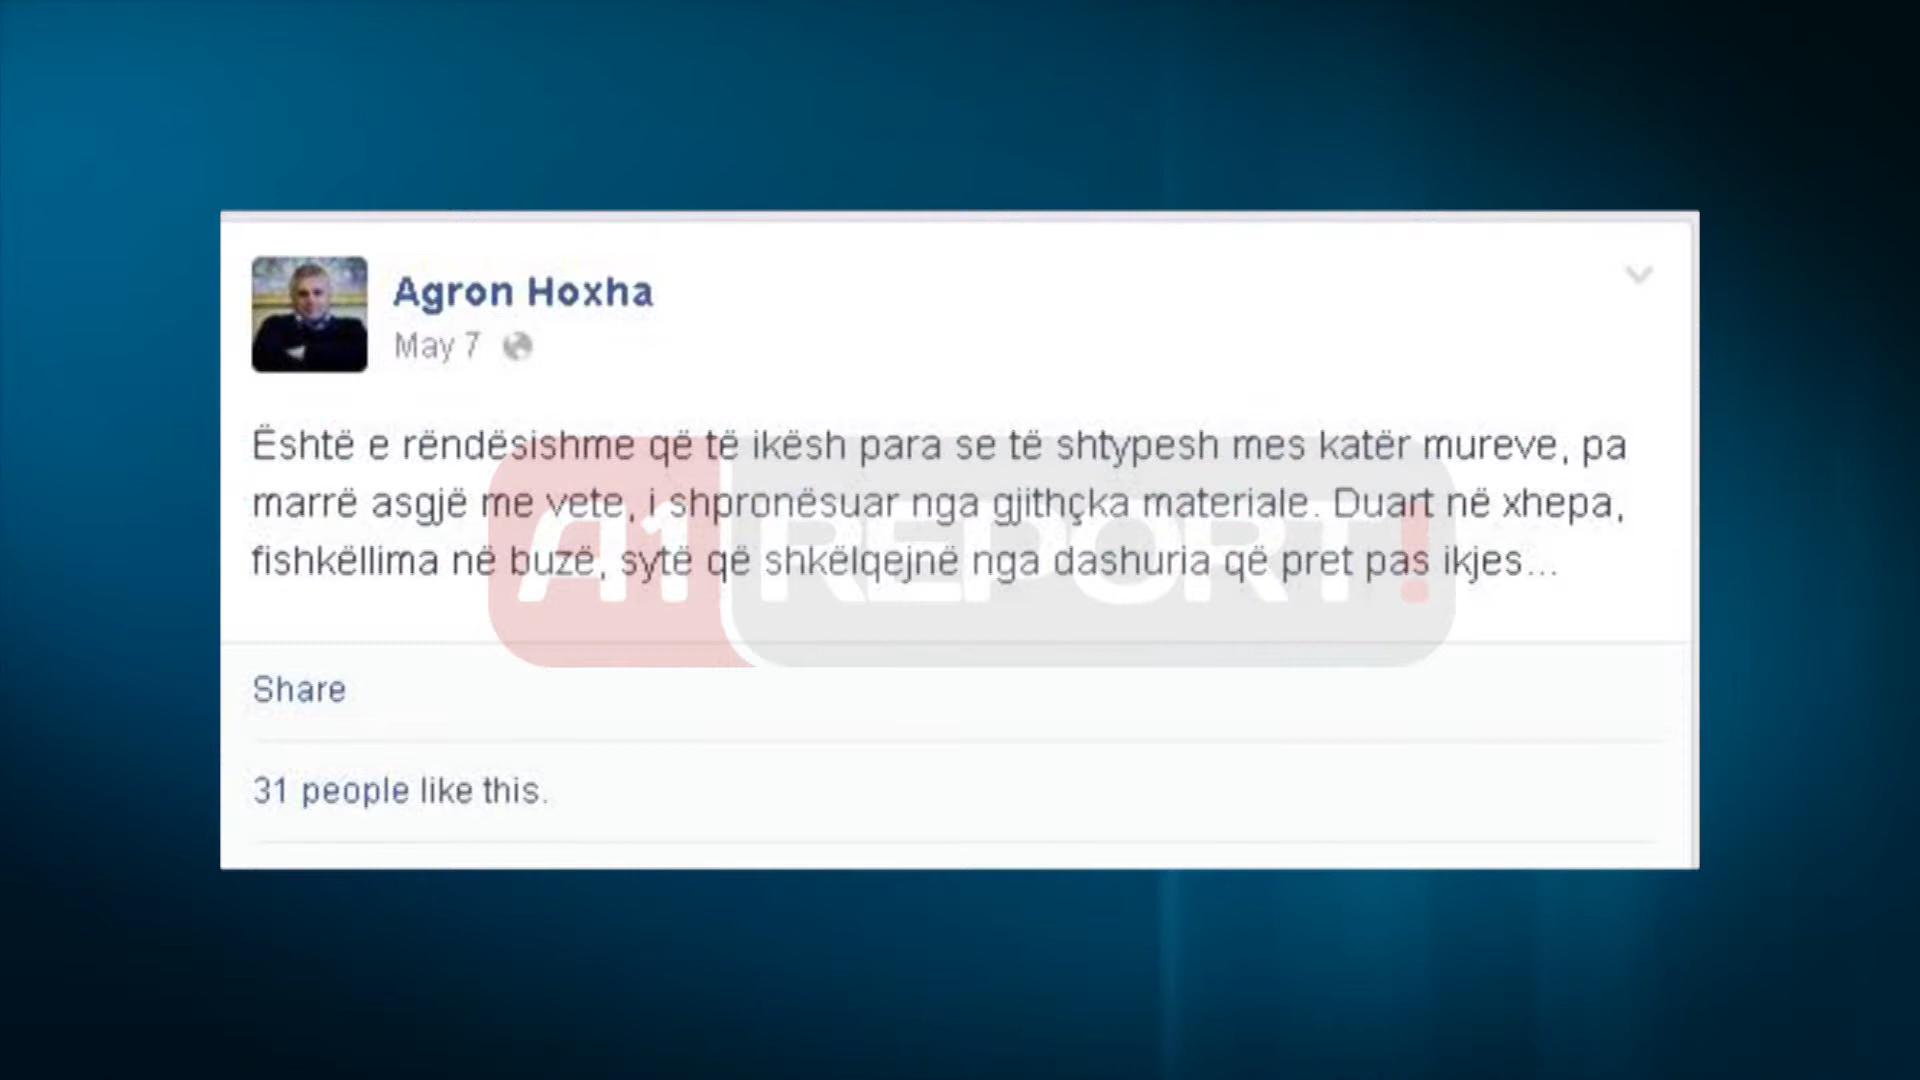 Agron Hoxha
May 7
Është e rëndësishme që të ikësh para se të shtypesh mes katër mureve, pa
marrë asgjë me vete, i shpronësuar nga gjithçka materiale. Duart në xhepa,
fishkëllima në buzë, sytë që shkëlqejnë nga dashuria që pret pas ikjes...
A1 REPORT!
Share
31 people like this.